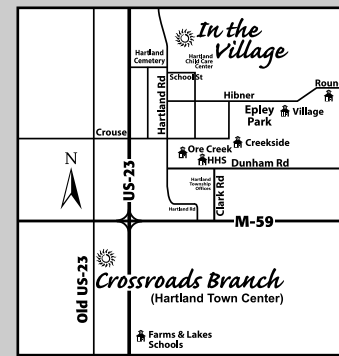 In the
Village
Hartland
Cemetery
Hartland
Child Care
Center
School St
Hartland Rd
Hibner
Roun
Epley
Park
Village
Crouse
Creekside
Ore Creek
HHS
Dunham Rd
N
US-23
Hartland
Township
Offices
Clark Rd
Hartland Rd
M-59
Old US-23
Crossroads Branch
(Hartland Town Center)
Farms & Lakes
Schools